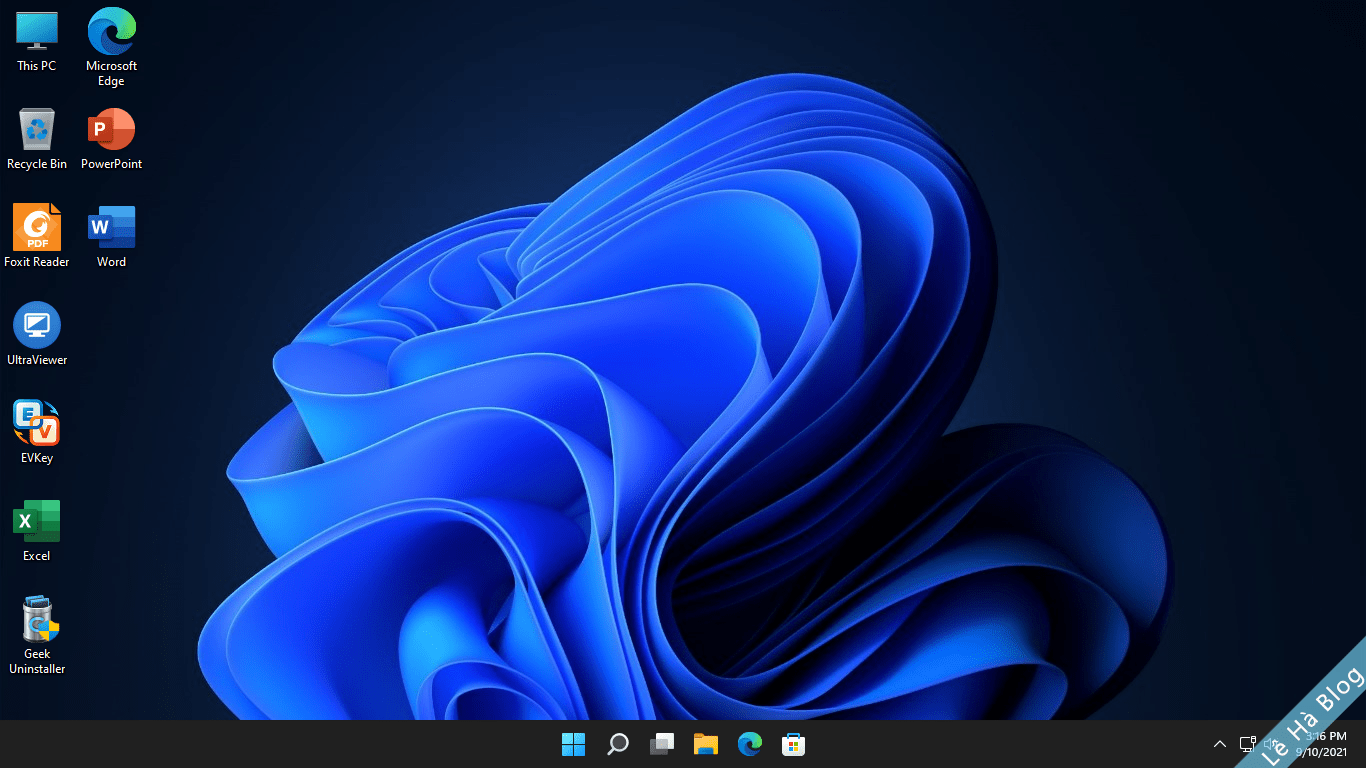 This PC
Microsoft
Edge
Recycle Bin
P
PowerPoint
PDF
Foxit Reader
W
Word
UltraViewer
E
V
EVKey
X
Excel
G
Geek
Uninstaller
3:16 PM
9/10/2021
Lê Hà Blog